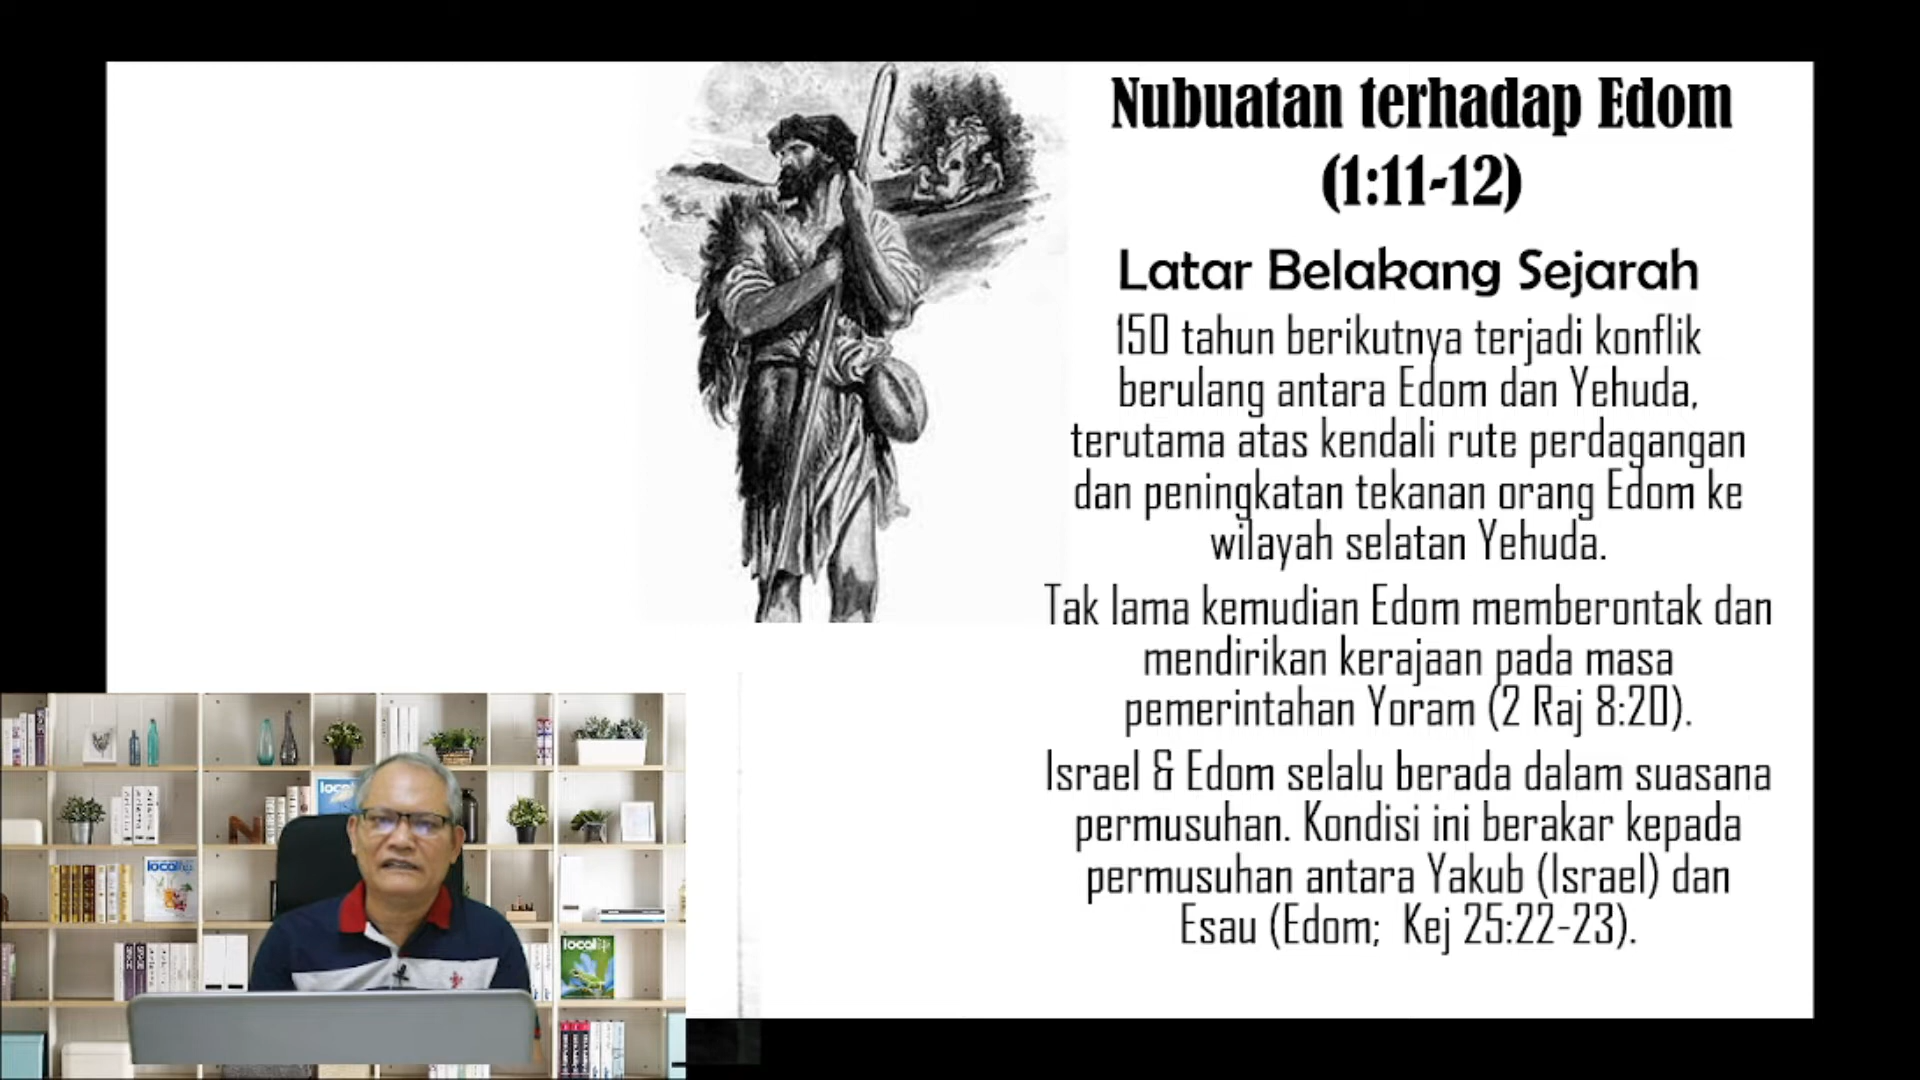 Nubuatan terhadap Edom
(1:11-12)
Latar Belakang Sejarah
150 tahun berikutnya terjadi konflik
berulang antara Edom dan Yehuda,
terutama atas kendali rute perdagangan
dan peningkatan tekanan orang Edom ke
wilayah selatan Yehuda.
Tak lama kemudian Edom memberontak dan
mendirikan kerajaan pada masa
pemerintahan Yoram (2 Raj 8:20).
Israel & Edom selalu berada dalam suasana
permusuhan. Kondisi ini berakar kepada
permusuhan antara Yakub (Israel) dan
Esau (Edom;  Kej 25:22-23).
local
local
local